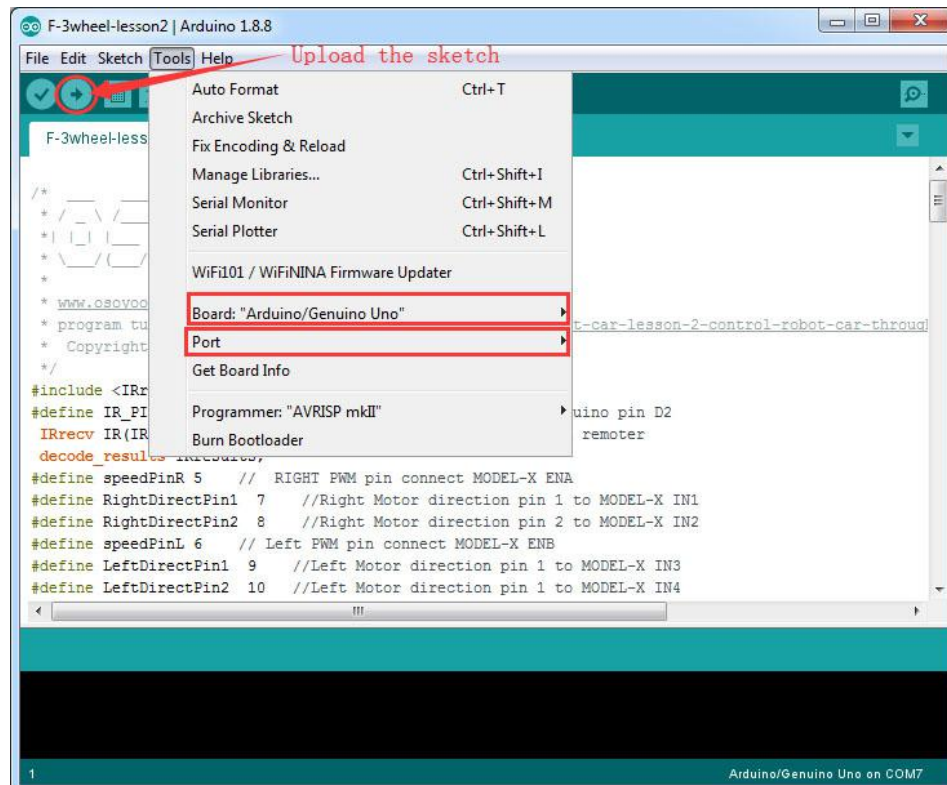 F-3wheel-lesson2 | Arduino 1.8.8
File Edit Sketch Tools Help
Upload the sketch
Auto Format Ctrl+T
Archive Sketch
Fix Encoding & Reload
Manage Libraries... Ctrl+Shift+I
Serial Monitor Ctrl+Shift+M
Serial Plotter Ctrl+Shift+L
WiFi101 / WiFiNINA Firmware Updater
Board: "Arduino/Genuino Uno"
Port
Get Board Info
Programmer: "AVRISP mkII"
Burn Bootloader
F-3wheel-less
/*
* www.osoyoo
* program tu t-car-lesson-2-control-robot-car-throug
* Copyright
*/
#include <IRr
#define IR_PI uino pin D2
IRrecv IR(IR remoter
decode_results IRresults;
#define speedPinR 5 // RIGHT PWM pin connect MODEL-X ENA
#define RightDirectPin1 7 //Right Motor direction pin 1 to MODEL-X IN1
#define RightDirectPin2 8 //Right Motor direction pin 2 to MODEL-X IN2
#define speedPinL 6 // Left PWM pin connect MODEL-X ENB
#define LeftDirectPin1 9 //Left Motor direction pin 1 to MODEL-X IN3
#define LeftDirectPin2 10 //Left Motor direction pin 1 to MODEL-X IN4
1
Arduino/Genuino Uno on COM7